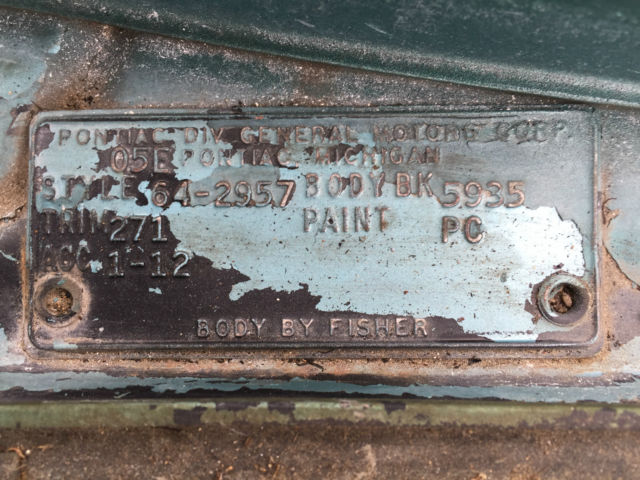 PONTIAC DIV. GENERAL MOTORS CORP.
05E PONTIAC, MICHIGAN
STYLE 64-2957 BODY BK 5935
TRIM 271 PAINT PC
ACC 1-12
BODY BY FISHER